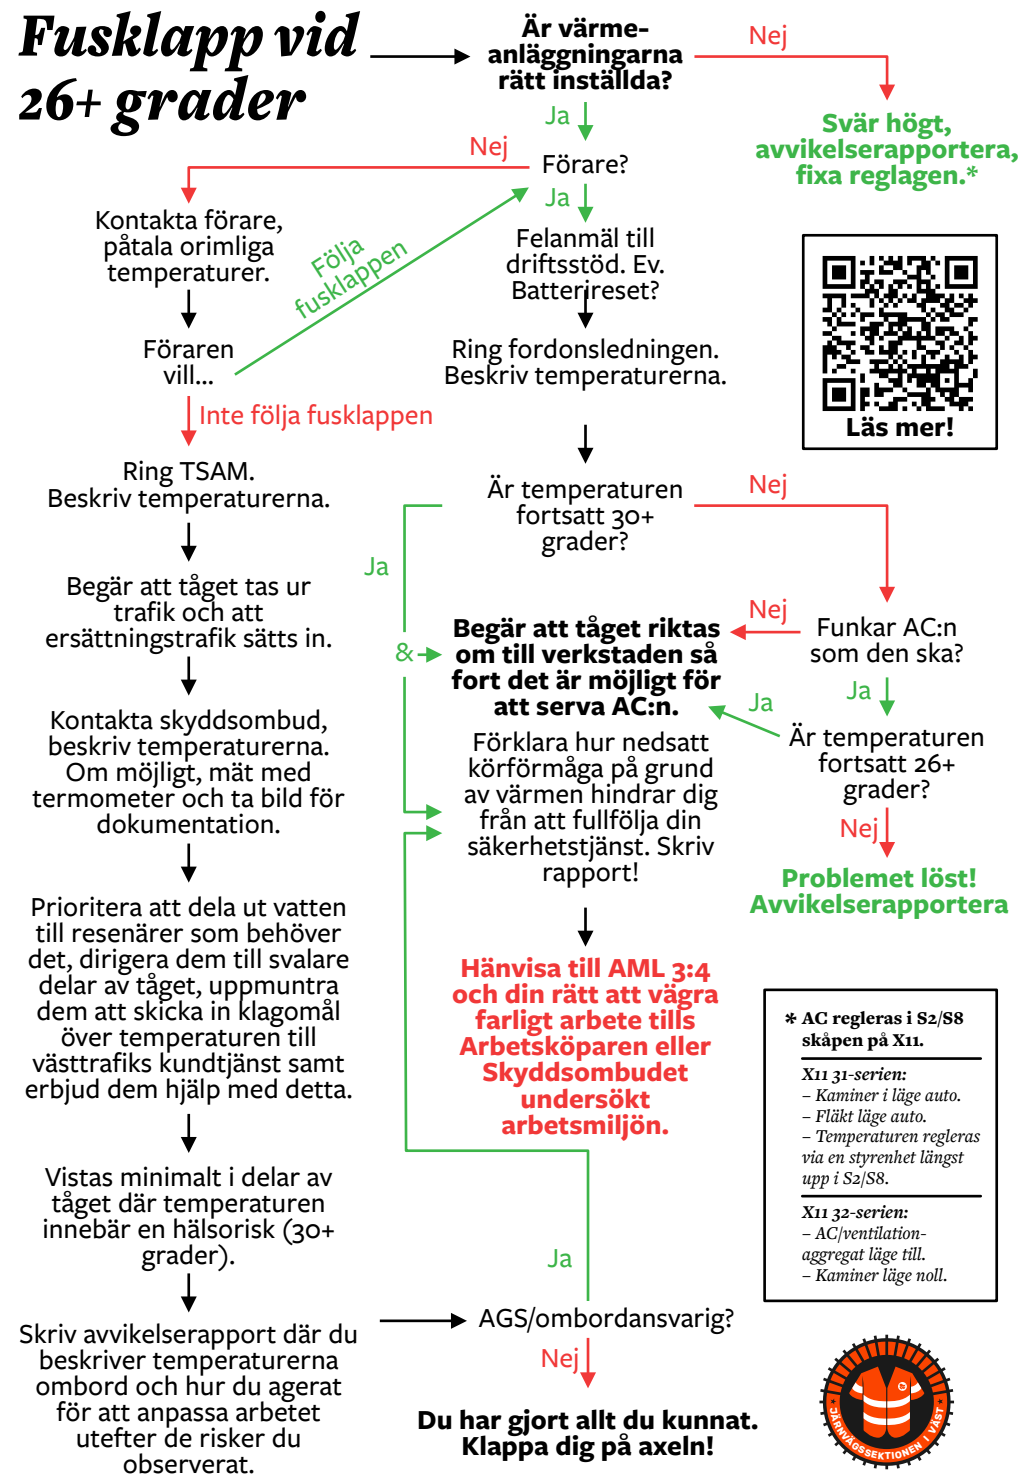 Fusklapp vid
26+ grader
Är värme-
anläggningarna
rätt inställda?
Nej
Svär högt,
avvikelserapportera,
fixa reglagen.*
Ja
Förare?
Nej
Kontakta förare,
påtala orimliga
temperaturer.
Ja
Följa
fusklappen
Felanmäl till
driftsstöd. Ev.
Batterireset?
Föraren
vill...
Ring fordonsledningen.
Beskriv temperaturerna.
Läs mer!
Inte följa fusklappen
Ring TSAM.
Beskriv temperaturerna.
Är temperaturen
fortsatt 30+
grader?
Nej
Ja
Begär att tåget tas ur
trafik och att
ersättningstrafik sätts in.
&
Begär att tåget riktas
om till verkstaden så
fort det är möjligt för
att serva AC:n.
Nej
Funkar AC:n
som den ska?
Ja
Ja
Är temperaturen
fortsatt 26+
grader?
Nej
Problemet löst!
Avvikelserapportera
Kontakta skyddsombud,
beskriv temperaturerna.
Om möjligt, mät med
termometer och ta bild för
dokumentation.
Förklara hur nedsatt
körförmåga på grund
av värmen hindrar dig
från att fullfölja din
säkerhetstjänst. Skriv
rapport!
Prioritera att dela ut vatten
till resenärer som behöver
det, dirigera dem till svalare
delar av tåget, uppmuntra
dem att skicka in klagomål
över temperaturen till
västtrafiks kundtjänst samt
erbjud dem hjälp med detta.
Hänvisa till AML 3:4
och din rätt att vägra
farligt arbete tills
Arbetsköparen eller
Skyddsombudet
undersökt
arbetsmiljön.
* AC regleras i S2/S8
skåpen på X11.
X11 31-serien:
– Kaminer i läge auto.
– Fläkt läge auto.
– Temperaturen regleras
via en styrenhet längst
upp i S2/S8.
X11 32-serien:
– AC/ventilation-
aggregat läge till.
– Kaminer läge noll.
Vistas minimalt i delar av
tåget där temperaturen
innebär en hälsorisk (30+
grader).
Skriv avvikelserapport där du
beskriver temperaturerna
ombord och hur du agerat
för att anpassa arbetet
utefter de risker du
observerat.
Ja
AGS/ombordansvarig?
Nej
Du har gjort allt du kunnat.
Klappa dig på axeln!
JÄRNVÄGSSEKTIONEN I VÄST